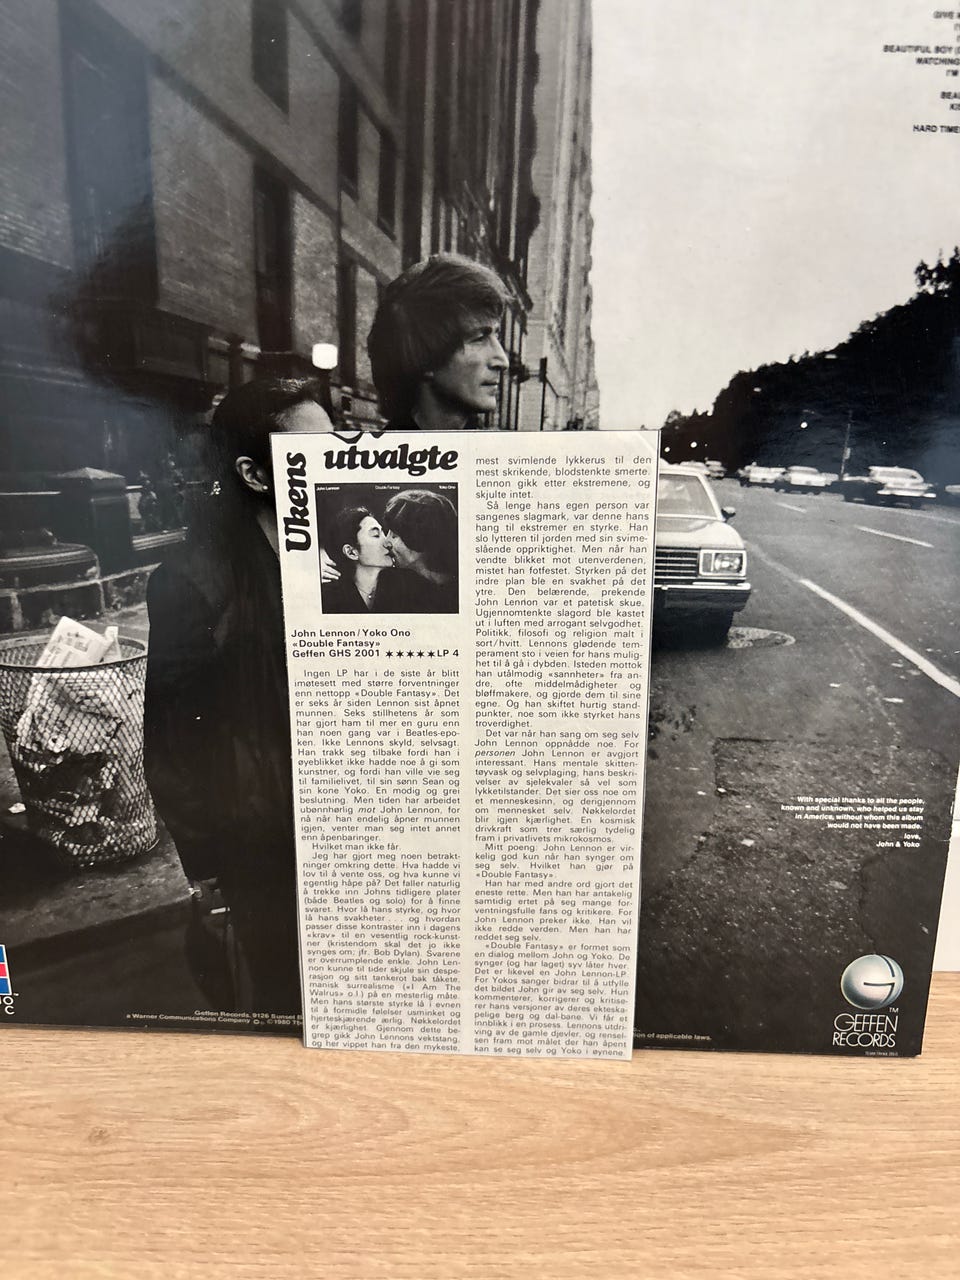 GIVE
BEAUTIFUL BOY
WATCHING
I'M
HARD TIME
Ukens
utvalgte
John Lennon
Double Fantasy
Yoko Ono
John Lennon/Yoko Ono
«Double Fantasy»
Geffen GHS 2001 ★★★★★LP 4
Ingen LP har i de siste år blitt
imøtesett med større forventninger
enn nettopp «Double Fantasy». Det
er seks år siden Lennon sist åpnet
munnen. Seks stillhetens år som
har gjort ham til mer en guru enn
han noen gang var i Beatles-epo-
ken. Ikke Lennons skyld, selvsagt.
Han trakk seg tilbake fordi han i
øyeblikket ikke hadde noe å gi som
kunstner, og fordi han ville vie seg
til familielivet, til sin sønn Sean og
sin kone Yoko. En modig og grei
beslutning. Men tiden har arbeidet
ubønnhørlig mot John Lennon, for
nå når han endelig åpner munnen
igjen, venter man seg intet annet
enn åpenbaringer.
Hvilket man ikke får.
Jeg har gjort meg noen betrakt-
ninger omkring dette. Hva hadde vi
lov til å vente oss, og hva kunne vi
egentlig håpe på? Det faller naturlig
å trekke inn Johns tidligere plater
(både Beatles og solo) for å finne
svaret. Hvor lå hans styrke, og hvor
lå hans svakheter . . . og hvordan
passer disse kontraster inn i dagens
«krav» til en vesentlig rock-kunst-
ner (kristendom skal det jo ikke
synges om; jfr. Bob Dylan). Svarene
er overrumplende enkle. John Len-
non kunne til tider skjule sin despe-
rasjon og sitt tankerot bak tåkete,
manisk surrealisme («I Am The
Walrus» o.l.) på en mesterlig måte.
Men hans største styrke lå i evnen
til å formidle følelser usminket og
hjerteskjærende ærlig. Nøkkelordet
er kjærlighet. Gjennom dette be-
grep gikk John Lennons vektstang,
og her vippet han fra den mykeste,
mest svimlende lykkerus til den
mest skrikende, blodstenkte smerte.
Lennon gikk etter ekstremene, og
skjulte intet.
Så lenge hans egen person var
sangenes slagmark, var denne hans
hang til ekstremer en styrke. Han
slo lytteren til jorden med sin svime-
slående oppriktighet. Men når han
vendte blikket mot utenverdenen,
mistet han fotfestet. Styrken på det
indre plan ble en svakhet på det
ytre. Den belærende, prekende
John Lennon var et patetisk skue.
Ugjennomtenkte slagord ble kastet
ut i luften med arrogant selvgodhet.
Politikk, filosofi og religion malt i
sort/hvitt. Lennons glødende tem-
perament sto i veien for hans mulig-
het til å gå i dybden. Isteden mottok
han utålmodig «sannheter» fra an-
dre, ofte middelmådigheter og
bløffmakere, og gjorde dem til sine
egne. Og han skiftet hurtig stand-
punkter, noe som ikke styrket hans
troverdighet.
Det var når han sang om seg selv
John Lennon oppnådde noe. For
personen John Lennon er avgjort
interessant. Hans mentale skitten-
tøyvask og selvplaging, hans beskri-
velser av sjelekvaler så vel som
lykketilstander. Det sier oss noe om
et menneskesinn, og derigjennom
om mennesket selv. Nøkkelordet
blir igjen kjærlighet. En kosmisk
drivkraft som trer særlig tydelig
fram i privatlivets mikrokosmos.
Mitt poeng: John Lennon er vir-
kelig god kun når han synger om
seg selv. Hvilket han gjør på
«Double Fantasy».
Han har med andre ord gjort det
eneste rette. Men han har antakelig
samtidig ertet på seg mange for-
ventningsfulle fans og kritikere. For
John Lennon preker ikke. Han vil
ikke redde verden. Men han har
reddet seg selv.
«Double Fantasy» er formet som
en dialog mellom John og Yoko. De
synger (og har laget) syv låter hver.
Det er likevel en John Lennon-LP.
For Yokos sanger bidrar til å utfylle
det bildet John gir av seg selv. Hun
kommenterer, korrigerer og kritise-
rer hans versjoner av deres ekteska-
pelige berg og dal-bane. Vi får et
innblikk i en prosess. Lennons utdri-
ving av de gamle djevler, og rensel-
sen fram mot målet der han åpent
kan se seg selv og Yoko i øynene.
With special thanks to all the people,
known and unknown, who helped us stay
in America, without whom this album
would not have been made.
love,
John & Yoko
Geffen Records, 9126 Sunset B
a Warner Communications Company
©1980 Th
ion of applicable laws.
GEFFEN
RECORDS
TM